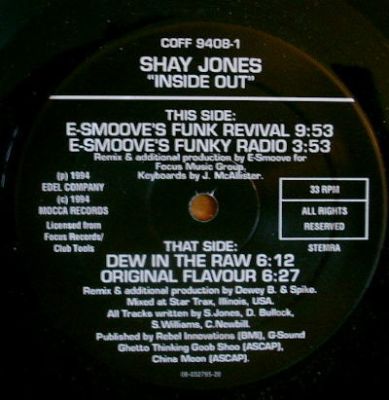 COFF 9408-1
SHAY JONES
"INSIDE OUT"
THIS SIDE:
E-SMOOVE'S FUNK REVIVAL 9:53
E-SMOOVE'S FUNKY RADIO 3:53
Remix & additional production by E-Smoove for
Focus Music Group.
Keyboards by J. McAllister.
(p) 1994
EDEL COMPANY
(c) 1994
MOCCA RECORDS
Licensed from
Focus Records/
Club Tools
33 RPM
ALL RIGHTS
RESERVED
STEMRA
THAT SIDE:
DEW IN THE RAW 6:12
ORIGINAL FLAVOUR 6:27
Remix & additional production by Dewey B. & Spike.
Mixed at Star Trax, Illinois, USA.
All Tracks written by S.Jones, D. Bullock,
S.Williams, C.Newbill.
Published by Rebel Innovations (BMI), G-Sound
Ghetto Thinking Goob Shoo (ASCAP),
China Moon (ASCAP).